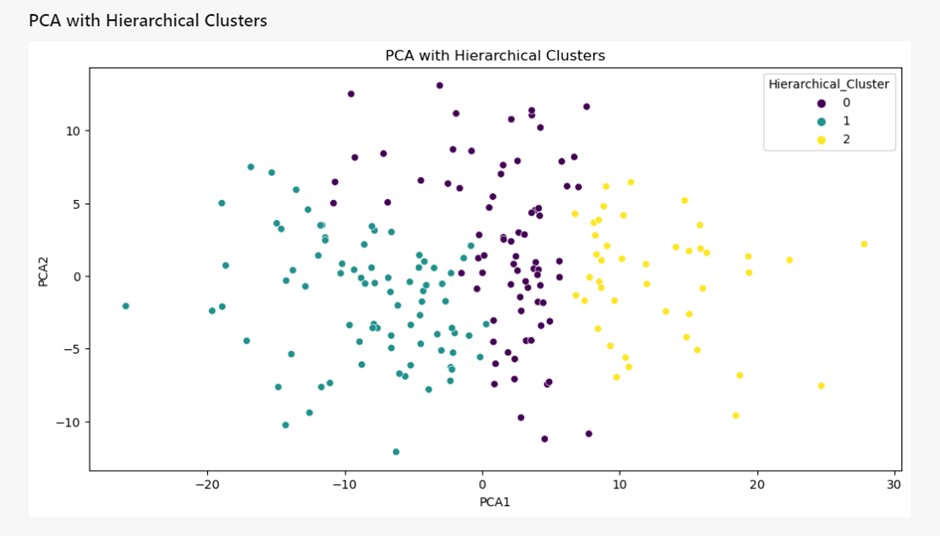 PCA with Hierarchical Clusters
PCA with Hierarchical Clusters
Hierarchical_Cluster
0
1
2
10
5
0
−5
−10
PCA2
−20 −10 0 10 20 30
PCA1